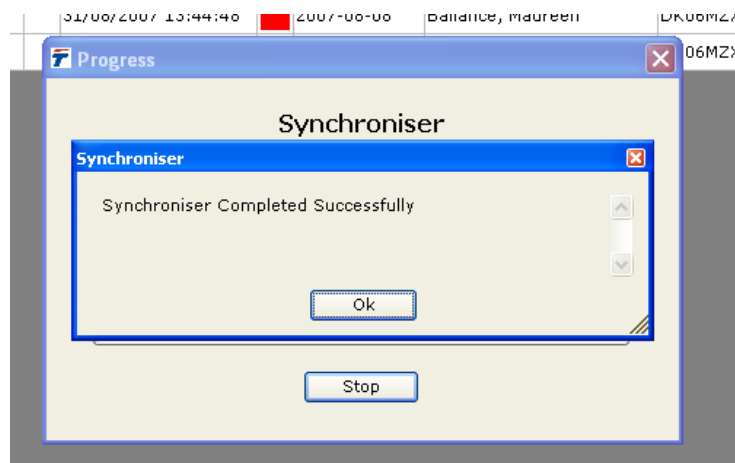 31/08/2007 13:44:48 2007-08-08 Ballance, Maureen DK06MZX
06MZX
Progress
Synchroniser
Synchroniser
Synchroniser Completed Successfully
Ok
Stop